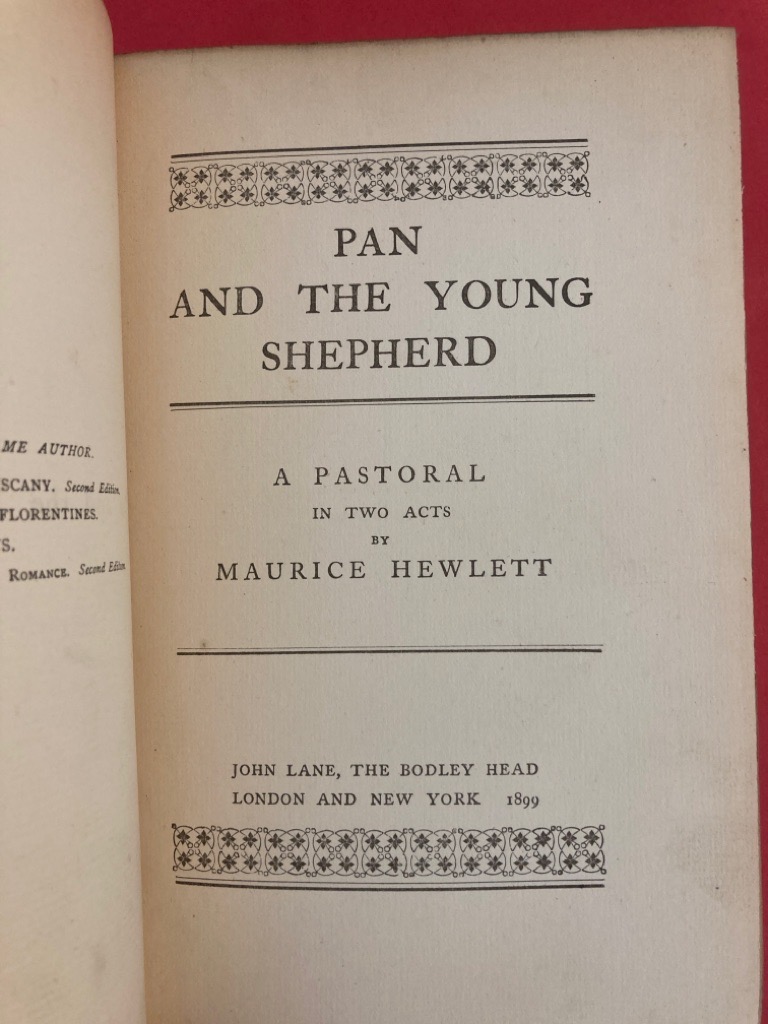 ME AUTHOR.
SCANY. Second Edition.
FLORENTINES.
'S.
ROMANCE. Second Edition
PAN
AND THE YOUNG
SHEPHERD
A PASTORAL
IN TWO ACTS
BY
MAURICE HEWLETT
JOHN LANE, THE BODLEY HEAD
LONDON AND NEW YORK 1899